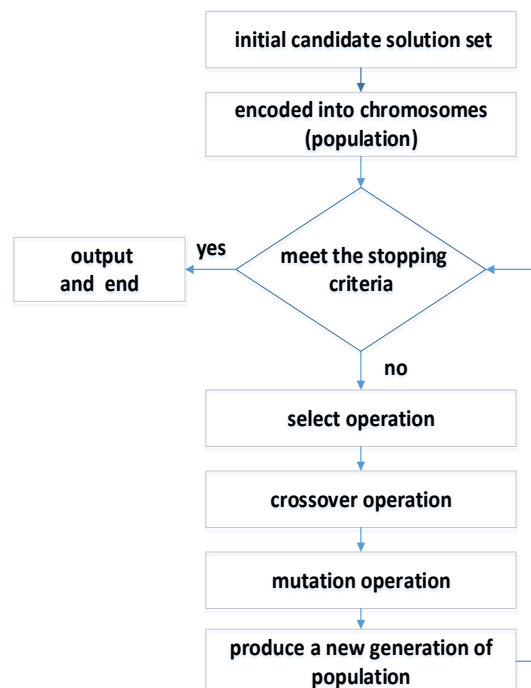 initial candidate solution set
encoded into chromosomes
(population)
meet the stopping
criteria
yes
output
and end
no
select operation
crossover operation
mutation operation
produce a new generation of
population